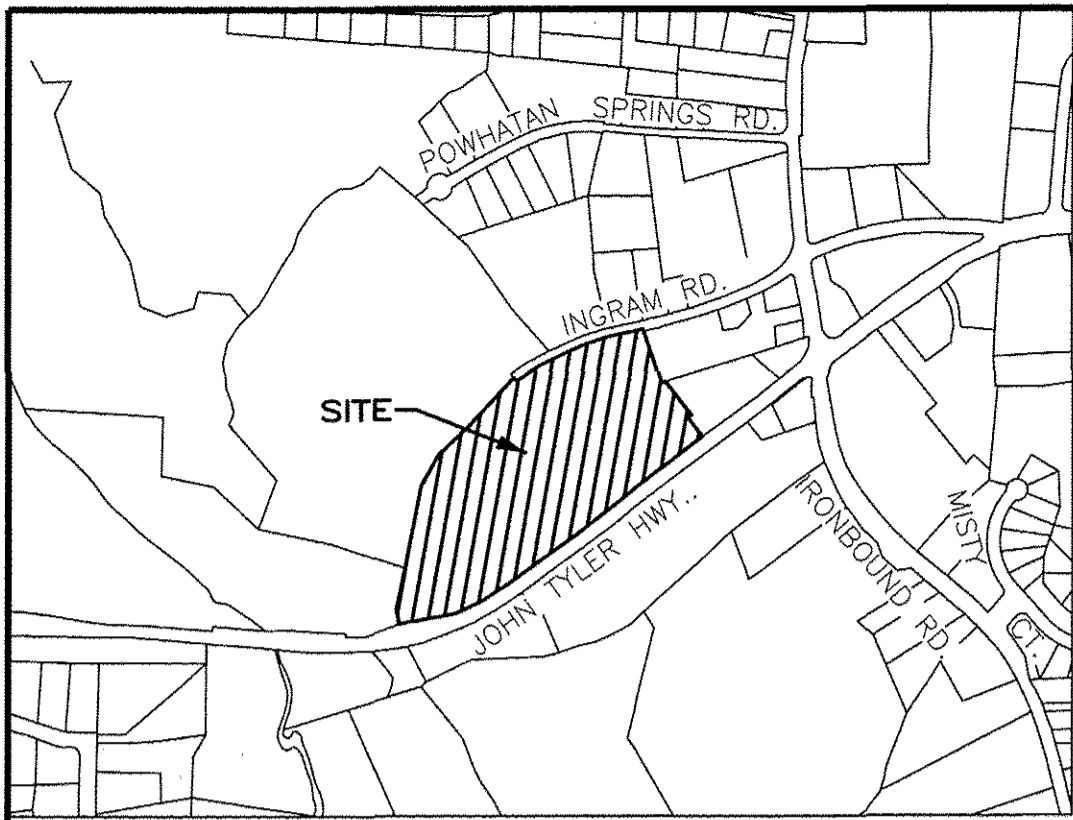 POWHATAN SPRINGS RD.
INGRAM RD.
SITE
JOHN TYLER HWY..
IRONBOUND RD.
MISTY CT.